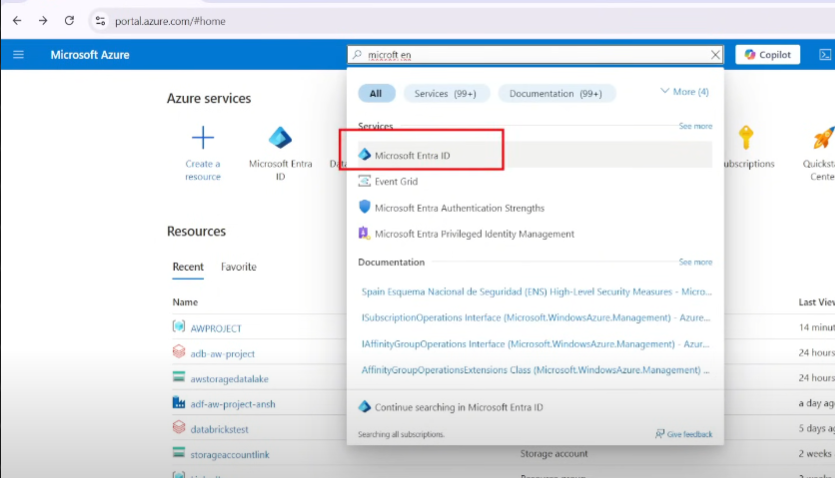 portal.azure.com/#home
Microsoft Azure
microft en
Copilot
All
Services (99+)
Documentation (99+)
More (4)
Azure services
Services
See more
Create a
resource
Microsoft Entra
ID
Microsoft Entra ID
Event Grid
Microsoft Entra Authentication Strengths
Microsoft Entra Privileged Identity Management
Documentation
See more
Spain Esquema Nacional de Seguridad (ENS) High-Level Security Measures - Micro...
ISubscriptionOperations Interface (Microsoft.WindowsAzure.Management) - Azure...
IAffinityGroupOperations Interface (Microsoft.WindowsAzure.Management) - Azure...
AffinityGroupOperationsExtensions Class (Microsoft.WindowsAzure.Management) ...
Continue searching in Microsoft Entra ID
Searching all subscriptions.
Give feedback
ubscriptions
Quicksta
Cente
Resources
Recent
Favorite
Name
Last View
AWPROJECT
14 minut
adb-aw-project
24 hours
awstoragedatalake
24 hours
adf-aw-project-ansh
a day ag
databrickstest
5 days a
storageaccountlink
Storage account
2 weeks